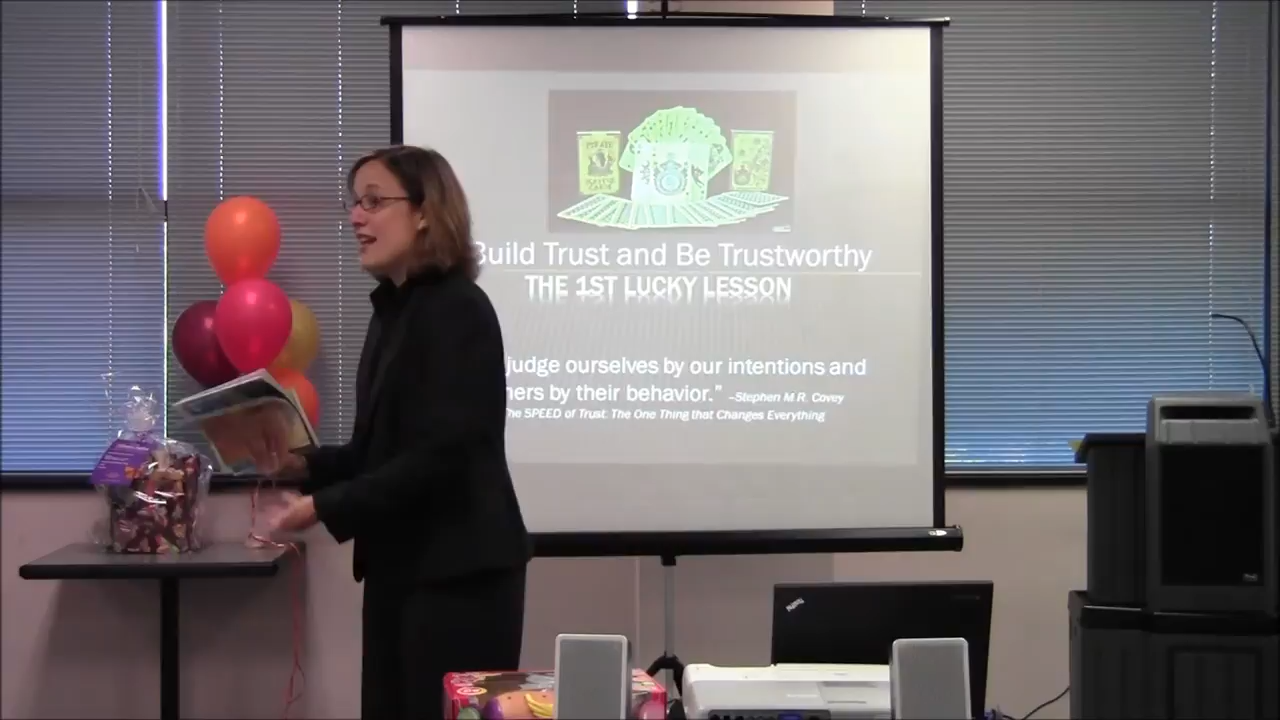 Build Trust and Be Trustworthy
THE 1ST LUCKY LESSON
judge ourselves by our intentions and
hers by their behavior.” –Stephen M.R. Covey
The SPEED of Trust: The One Thing that Changes Everything
ThinkPad